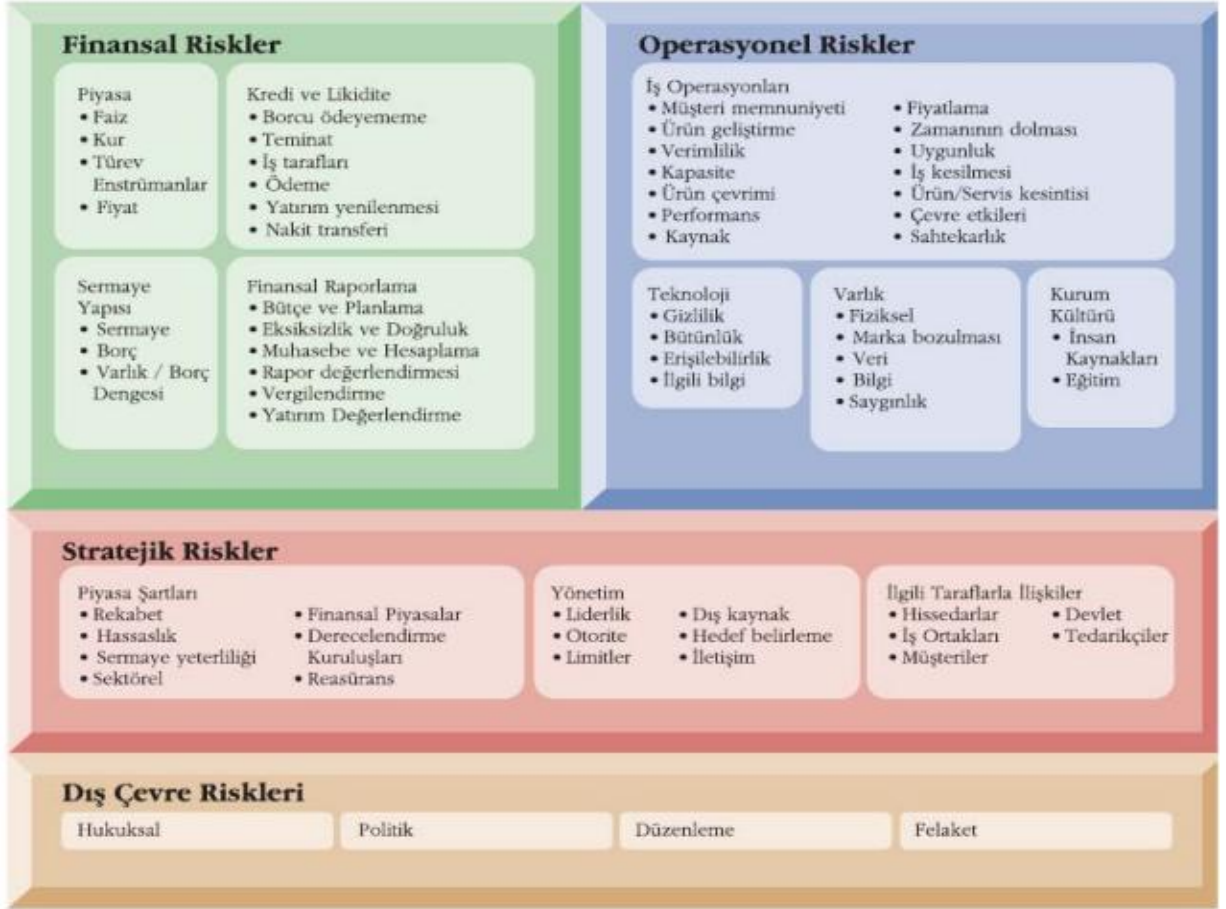 Finansal Riskler
Piyasa
• Faiz
• Kur
• Türev
Enstrümanlar
• Fiyat
Kredi ve Likidite
• Borcu ödeyememe
• Teminat
• İş tarafları
• Ödeme
• Yatırım yenilenmesi
• Nakit transferi
Sermaye
Yapısı
• Sermaye
• Borç
• Varlık / Borç
Dengesi
Finansal Raporlama
• Bütçe ve Planlama
• Eksiksizlik ve Doğruluk
• Muhasebe ve Hesaplama
• Rapor değerlendirmesi
• Vergilendirme
• Yatırım Değerlendirme
Operasyonel Riskler
İş Operasyonları
• Müşteri memnuniyeti
• Ürün geliştirme
• Verimlilik
• Kapasite
• Ürün çevrimi
• Performans
• Kaynak
• Fiyatlama
• Zamanının dolması
• Uygunluk
• İş kesilmesi
• Ürün/Servis kesintisi
• Çevre etkileri
• Sahtekarlık
Teknoloji
• Gizlilik
• Bütünlük
• Erişilebilirlik
• İlgili bilgi
Varlık
• Fiziksel
• Marka bozulması
• Veri
• Bilgi
• Saygınlık
Kurum
Kültürü
• İnsan
Kaynakları
• Eğitim
Stratejik Riskler
Piyasa Şartları
• Rekabet
• Hassaslık
• Sermaye yeterliliği
• Sektörel
• Finansal Piyasalar
• Derecelendirme
Kuruluşları
• Reasürans
Yönetim
• Liderlik
• Otorite
• Limitler
• Dış kaynak
• Hedef belirleme
• İletişim
İlgili Taraflarla İlişkiler
• Hissedarlar
• İş Ortakları
• Müşteriler
• Devlet
• Tedarikçiler
Dış Çevre Riskleri
Hukuksal
Politik
Düzenleme
Felaket